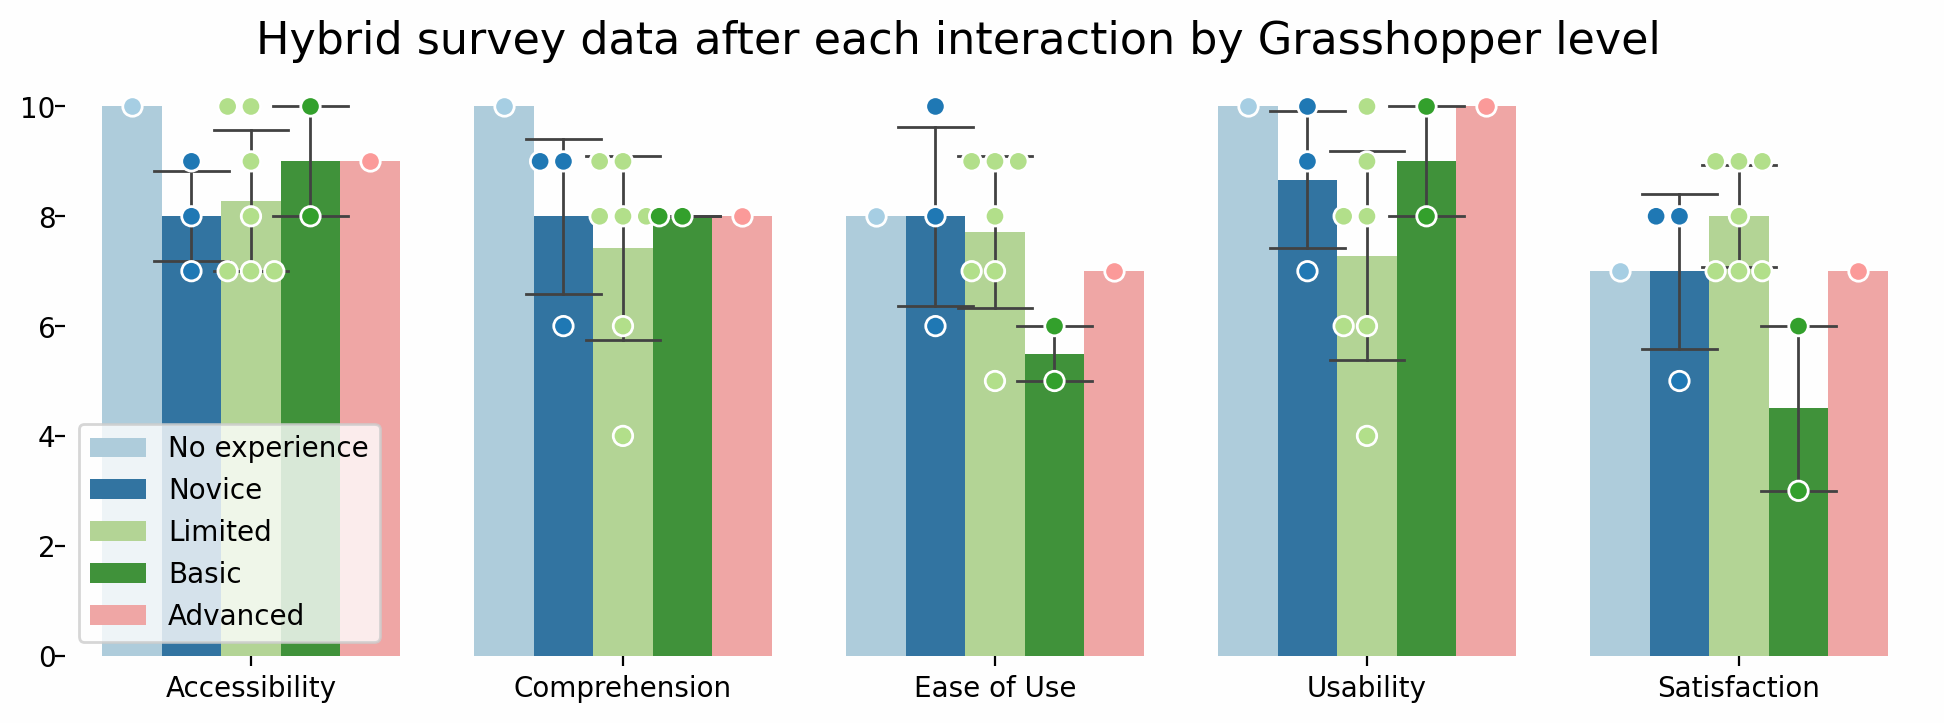 Hybrid survey data after each interaction by Grasshopper level
10
8
6
4
2
0
No experience
Novice
Limited
Basic
Advanced
Accessibility
Comprehension
Ease of Use
Usability
Satisfaction